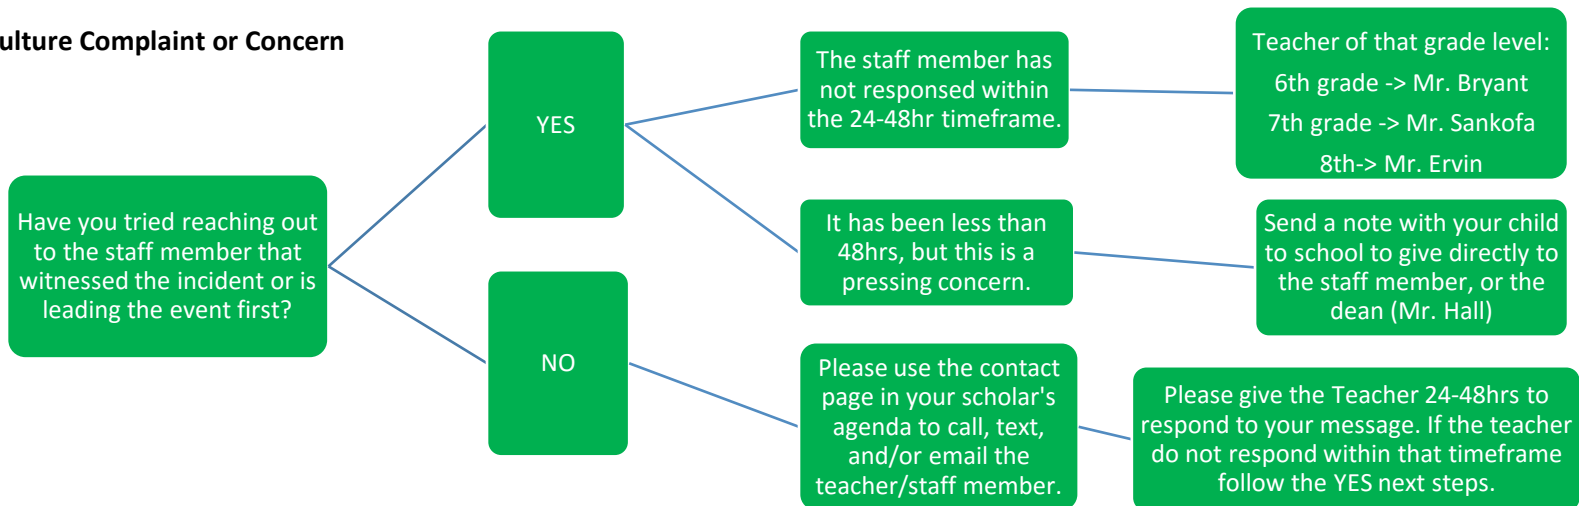 ulture Complaint or Concern
Have you tried reaching out
to the staff member that
witnessed the incident or is
leading the event first?
YES
The staff member has
not responsed within
the 24-48hr timeframe.
Teacher of that grade level:
6th grade -> Mr. Bryant
7th grade -> Mr. Sankofa
8th-> Mr. Ervin
It has been less than
48hrs, but this is a
pressing concern.
Send a note with your child
to school to give directly to
the staff member, or the
dean (Mr. Hall)
NO
Please use the contact
page in your scholar's
agenda to call, text,
and/or email the
teacher/staff member.
Please give the Teacher 24-48hrs to
respond to your message. If the teacher
do not respond within that timeframe
follow the YES next steps.